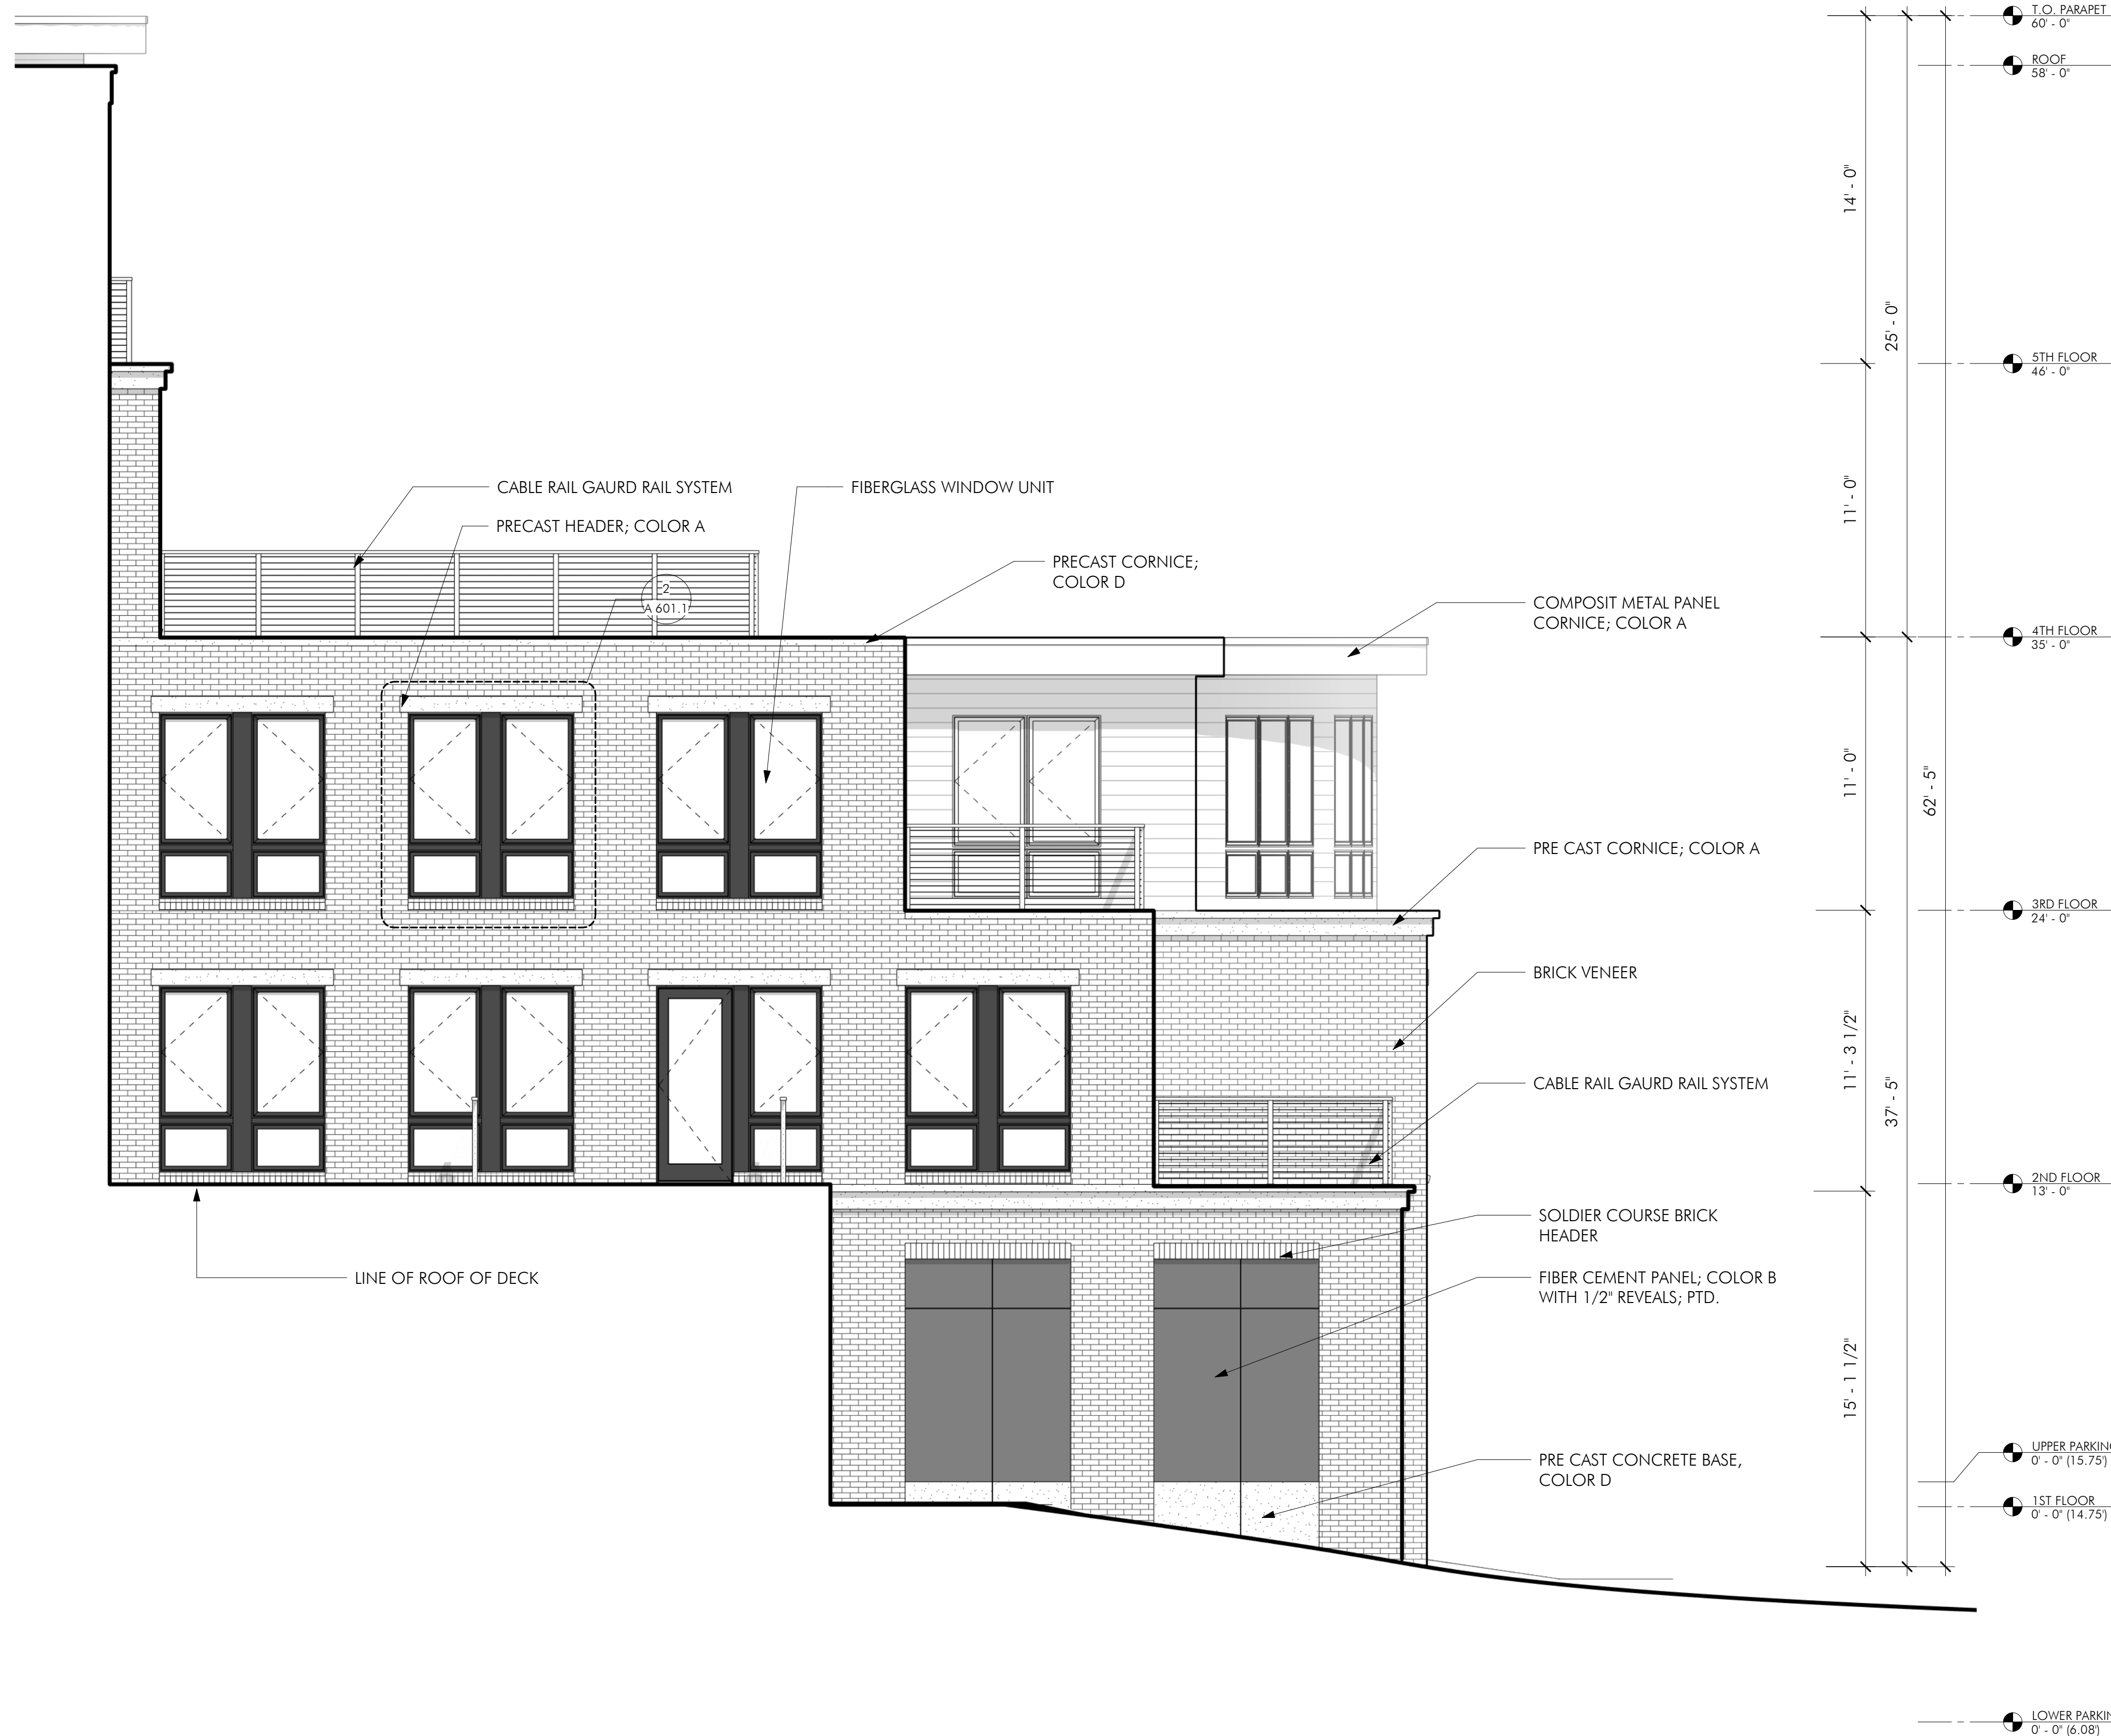 T.O. PARAPET
60' - 0"
ROOF
58' - 0"
14' - 0"
25' - 0"
5TH FLOOR
46' - 0"
CABLE RAIL GAURD RAIL SYSTEM
FIBERGLASS WINDOW UNIT
11' - 0"
PRECAST HEADER; COLOR A
PRECAST CORNICE;
COLOR D
2
A 601.1
COMPOSIT METAL PANEL
CORNICE; COLOR A
4TH FLOOR
35' - 0"
11' - 0"
62' - 5"
PRE CAST CORNICE; COLOR A
3RD FLOOR
24' - 0"
BRICK VENEER
11' - 3 1/2"
CABLE RAIL GAURD RAIL SYSTEM
37' - 5"
2ND FLOOR
13' - 0"
SOLDIER COURSE BRICK
HEADER
LINE OF ROOF OF DECK
FIBER CEMENT PANEL; COLOR B
WITH 1/2" REVEALS; PTD.
15' - 1 1/2"
PRE CAST CONCRETE BASE,
COLOR D
UPPER PARKIN
0' - 0" (15.75')
1ST FLOOR
0' - 0" (14.75')
LOWER PARKIN
0' - 0" (6.08')